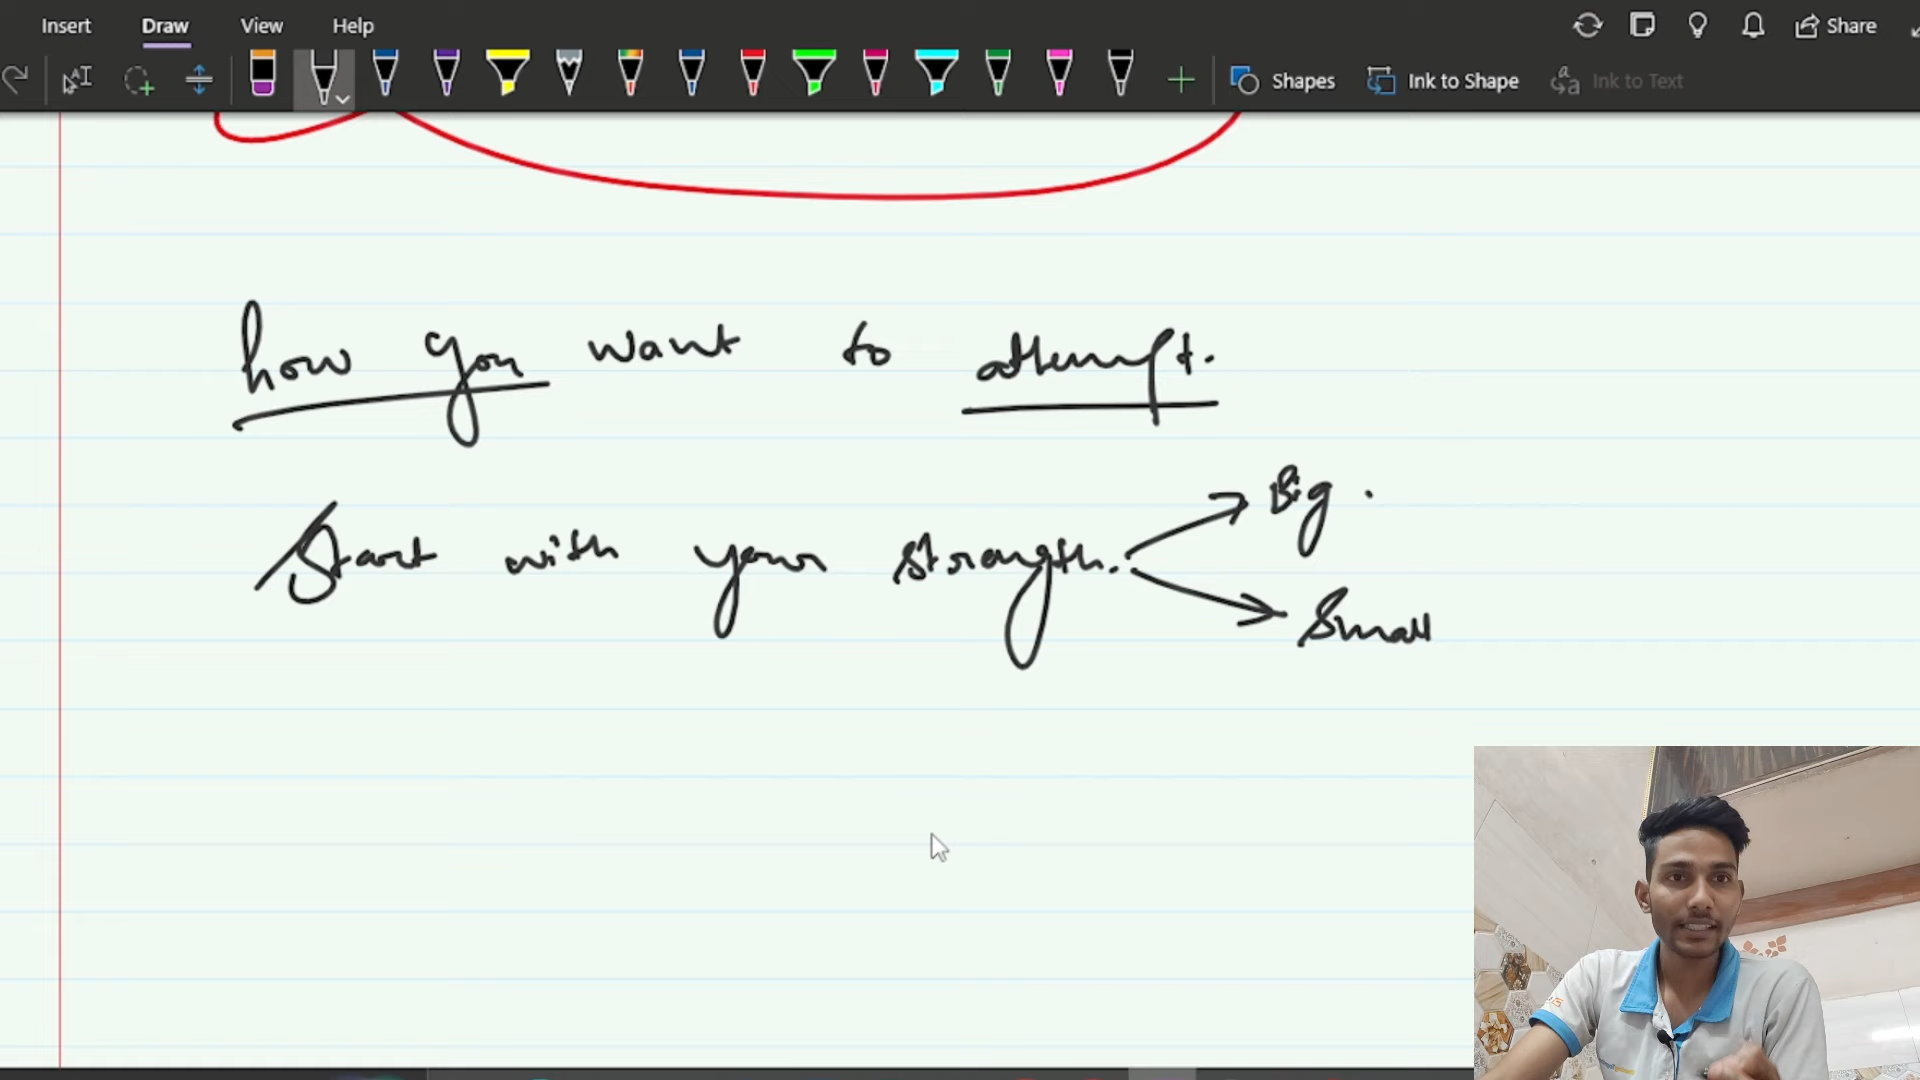 Insert Draw View Help Share
Shapes Ink to Shape Ink to Text
how you want to attempt.
Start with your strength.
Big.
Small